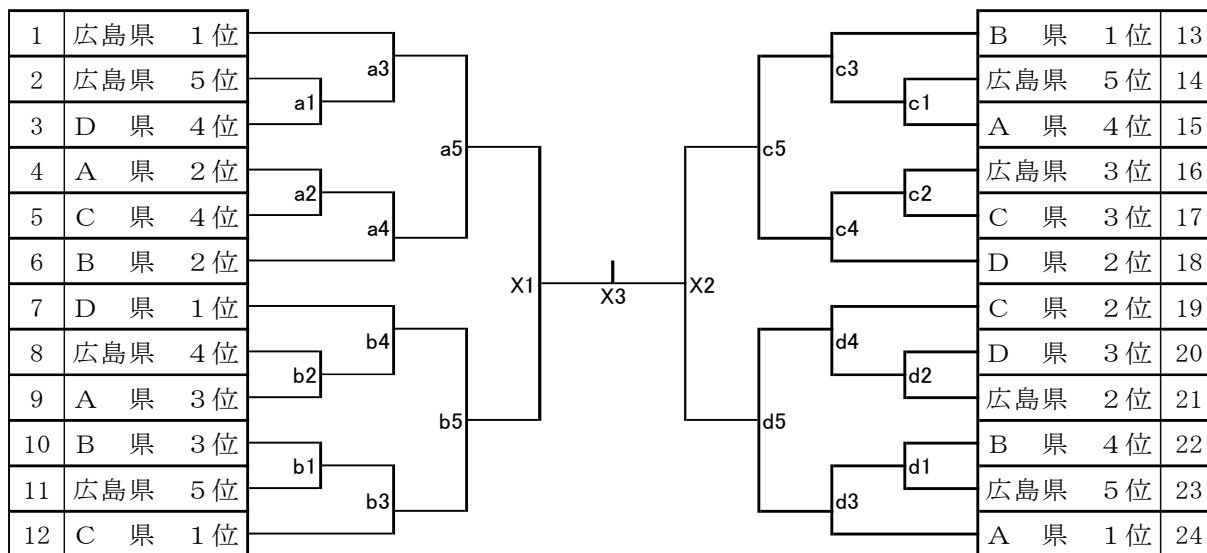 1 広島県 1位
2 広島県 5位
3 D 県 4位
4 A 県 2位
5 C 県 4位
6 B 県 2位
7 D 県 1位
8 広島県 4位
9 A 県 3位
10 B 県 3位
11 広島県 5位
12 C 県 1位
a3
a1
a5
a2
a4
X1
b4
b2
b5
b1
b3
X3
X2
c3
c1
c5
c2
c4
d4
d2
d5
d1
d3
B 県 1位 13
広島県 5位 14
A 県 4位 15
広島県 3位 16
C 県 3位 17
D 県 2位 18
C 県 2位 19
D 県 3位 20
広島県 2位 21
B 県 4位 22
広島県 5位 23
A 県 1位 24